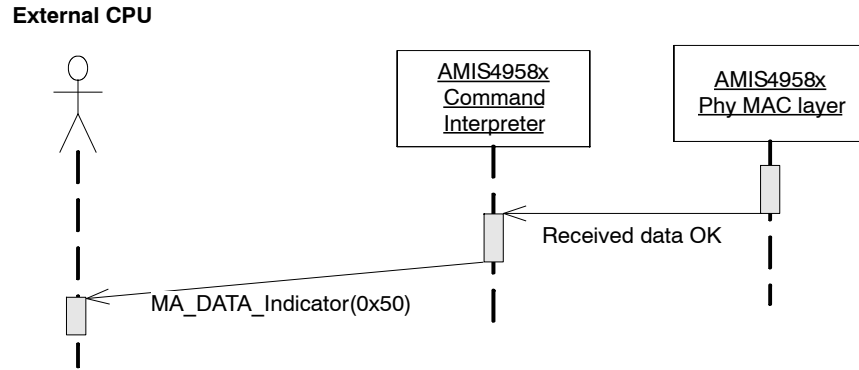 External CPU
AMIS4958x
Command
Interpreter
AMIS4958x
Phy MAC layer
Received data OK
MA_DATA_Indicator(0x50)